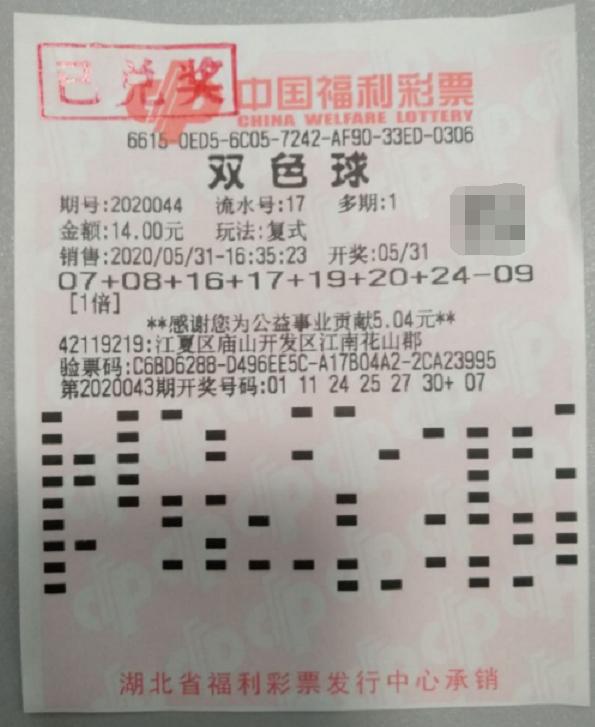 已兑奖
中国福利彩票
CHINA WELFARE LOTTERY
6615-0ED5-6C05-7242-AF90-33ED-0306
双色球
期号:2020044 流水号:17 多期:1
金额:14.00元 玩法:复式
销售:2020/05/31-16:35:23 开奖:05/31
07+08+16+17+19+20+24-09
[1倍]
**感谢您为公益事业贡献5.04元**
42119219:江夏区庙山开发区江南花山郡
验票码:C6BD6288-D496EE5C-A17B04A2-2CA23995
第2020043期开奖号码:01 11 24 25 27 30+ 07
湖北省福利彩票发行中心承销